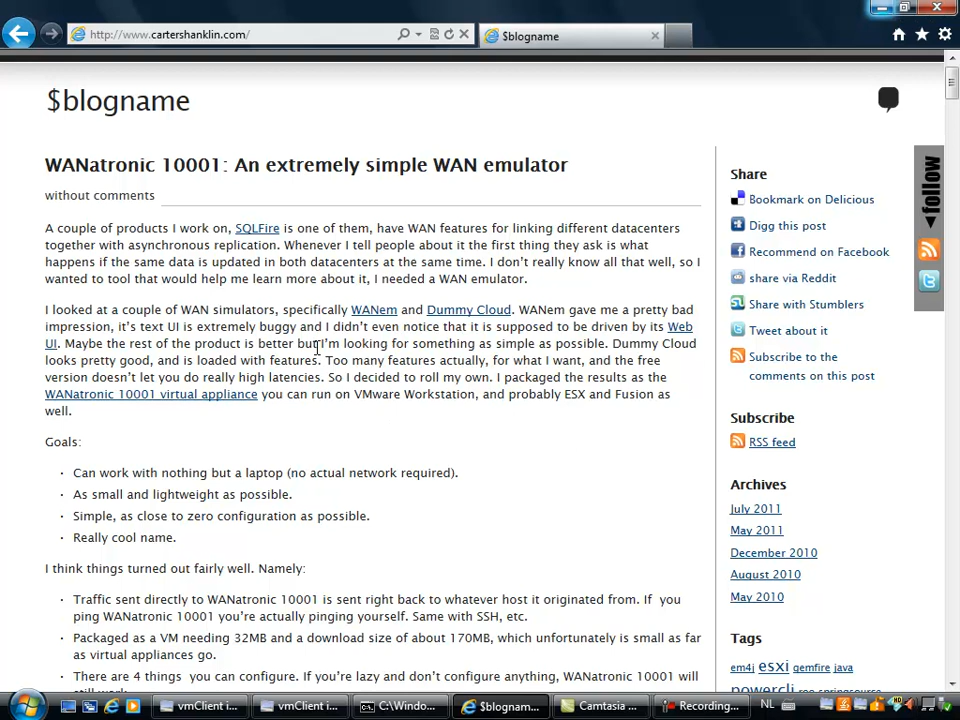 http://www.cartershanklin.com/
$blogname
$blogname
WANatronic 10001: An extremely simple WAN emulator
without comments
A couple of products I work on, SQLFire is one of them, have WAN features for linking different datacenters
together with asynchronous replication. Whenever I tell people about it the first thing they ask is what
happens if the same data is updated in both datacenters at the same time. I don't really know all that well, so I
wanted to tool that would help me learn more about it, I needed a WAN emulator.
I looked at a couple of WAN simulators, specifically WANem and Dummy Cloud. WANem gave me a pretty bad
impression, it's text UI is extremely buggy and I didn't even notice that it is supposed to be driven by its Web
UI. Maybe the rest of the product is better but I'm looking for something as simple as possible. Dummy Cloud
looks pretty good, and is loaded with features. Too many features actually, for what I want, and the free
version doesn't let you do really high latencies. So I decided to roll my own. I packaged the results as the
WANatronic 10001 virtual appliance you can run on VMware Workstation, and probably ESX and Fusion as
well.
Goals:
· Can work with nothing but a laptop (no actual network required).
· As small and lightweight as possible.
· Simple, as close to zero configuration as possible.
· Really cool name.
I think things turned out fairly well. Namely:
· Traffic sent directly to WANatronic 10001 is sent right back to whatever host it originated from. If you
ping WANatronic 10001 you're actually pinging yourself. Same with SSH, etc.
· Packaged as a VM needing 32MB and a download size of about 170MB, which unfortunately is small as far
as virtual appliances go.
· There are 4 things you can configure. If you're lazy and don't configure anything, WANatronic 10001 will
still work
Share
Bookmark on Delicious
Digg this post
Recommend on Facebook
share via Reddit
Share with Stumblers
Tweet about it
Subscribe to the
comments on this post
Subscribe
RSS feed
Archives
July 2011
May 2011
December 2010
August 2010
May 2010
Tags
em4j esxi gemfire java
powercli ree springsource
follow
vmClient i...
vmClient i...
C:\Windo...
$blognam...
Camtasia ...
Recording...
NL